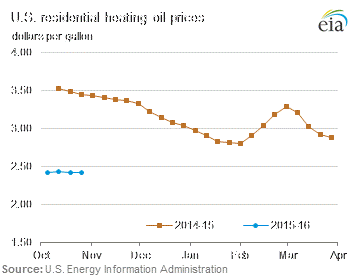 U.S. residential heating oil prices
dollars per gallon
eia
4.00
3.50
3.00
2.50
2.00
1.50
Oct Nov Dec Jan Feb Mar Apr
2014-15 2015-16
Source: U.S. Energy Information Administration